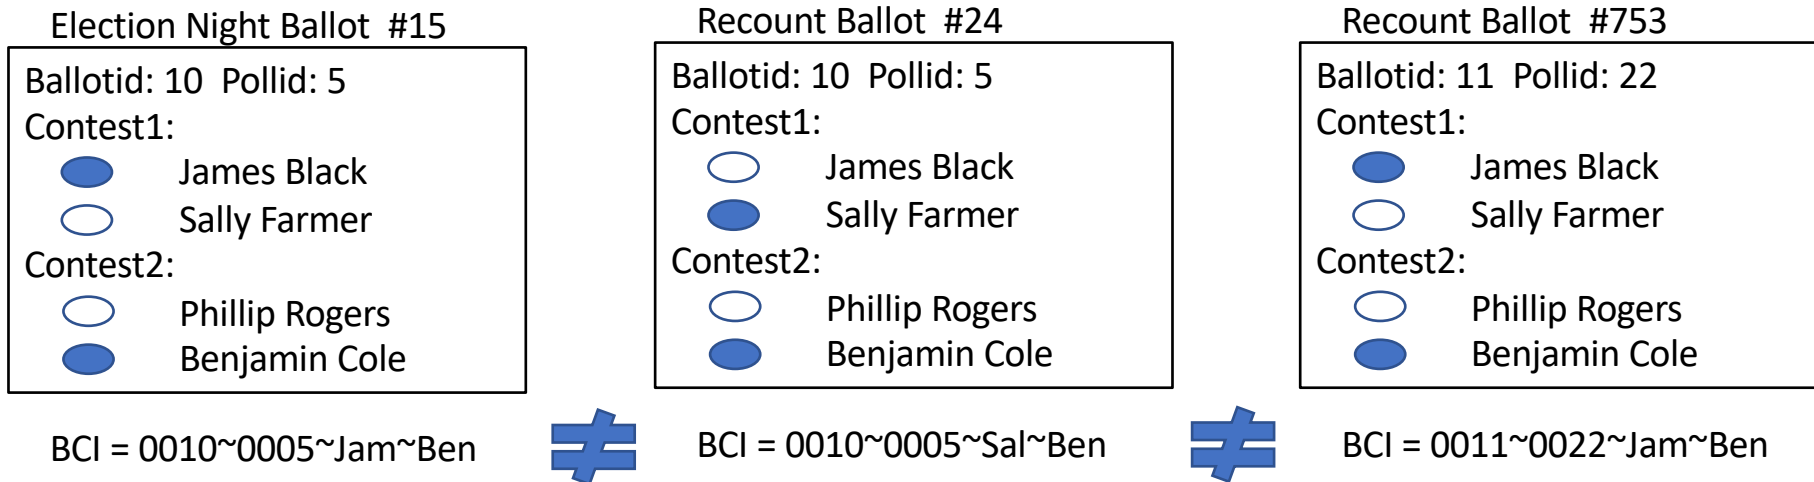 Election Night Ballot #15
Ballotid: 10 Pollid: 5
Contest1:
James Black
Sally Farmer
Contest2:
Phillip Rogers
Benjamin Cole
BCI = 0010~0005~Jam~Ben
≠
Recount Ballot #24
Ballotid: 10 Pollid: 5
Contest1:
James Black
Sally Farmer
Contest2:
Phillip Rogers
Benjamin Cole
BCI = 0010~0005~Sal~Ben
≠
Recount Ballot #753
Ballotid: 11 Pollid: 22
Contest1:
James Black
Sally Farmer
Contest2:
Phillip Rogers
Benjamin Cole
BCI = 0011~0022~Jam~Ben